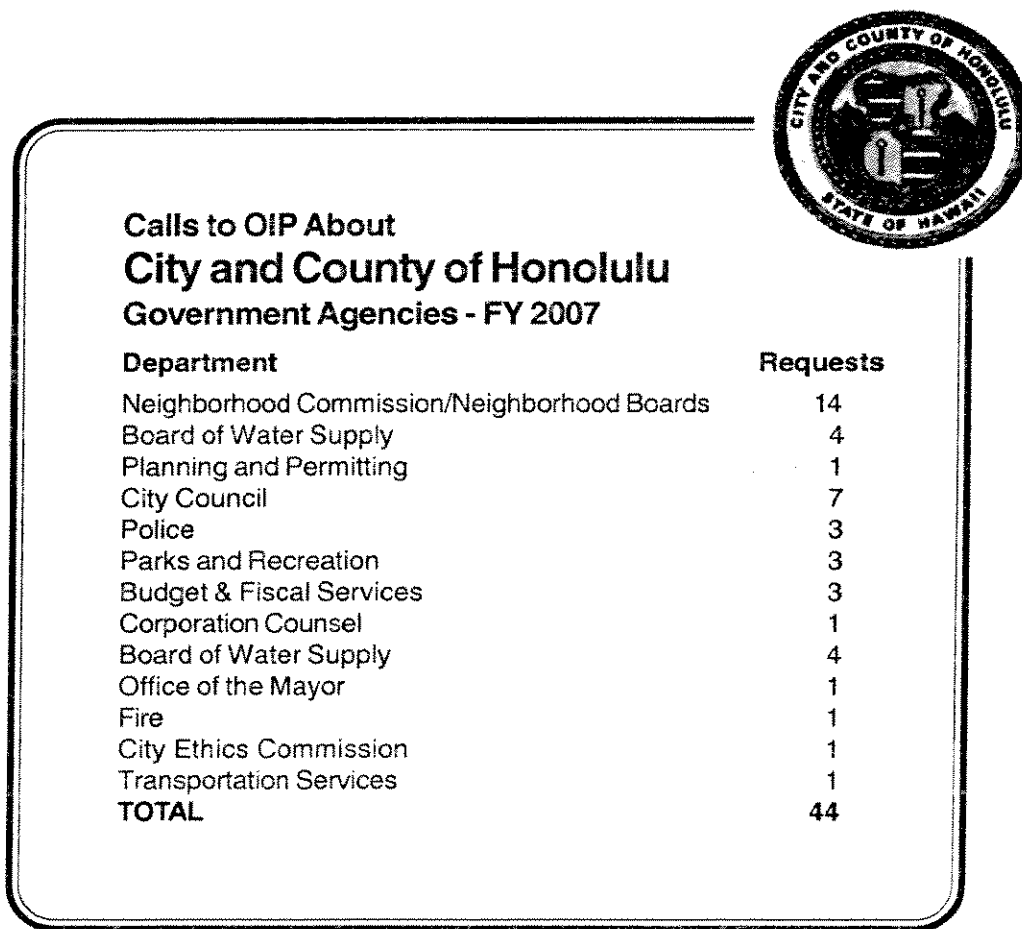 CITY AND COUNTY OF HONOLULU
STATE OF HAWAII
Calls to OIP About
City and County of Honolulu
Government Agencies - FY 2007
Department Requests
Neighborhood Commission/Neighborhood Boards 14
Board of Water Supply 4
Planning and Permitting 1
City Council 7
Police 3
Parks and Recreation 3
Budget & Fiscal Services 3
Corporation Counsel 1
Board of Water Supply 4
Office of the Mayor 1
Fire 1
City Ethics Commission 1
Transportation Services 1
TOTAL 44